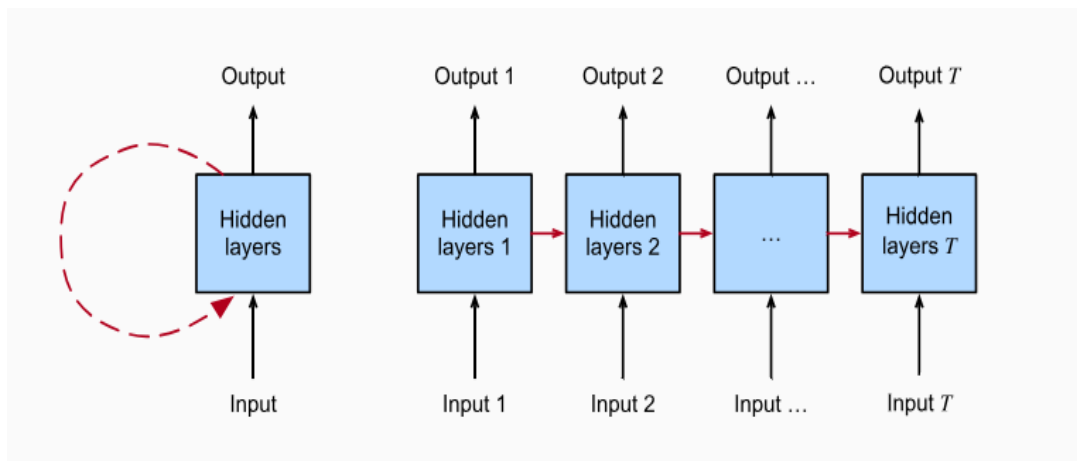 Output
Output 1
Output 2
Output ...
Output T
Hidden
layers
Hidden
layers 1
Hidden
layers 2
...
Hidden
layers T
Input
Input 1
Input 2
Input ...
Input T